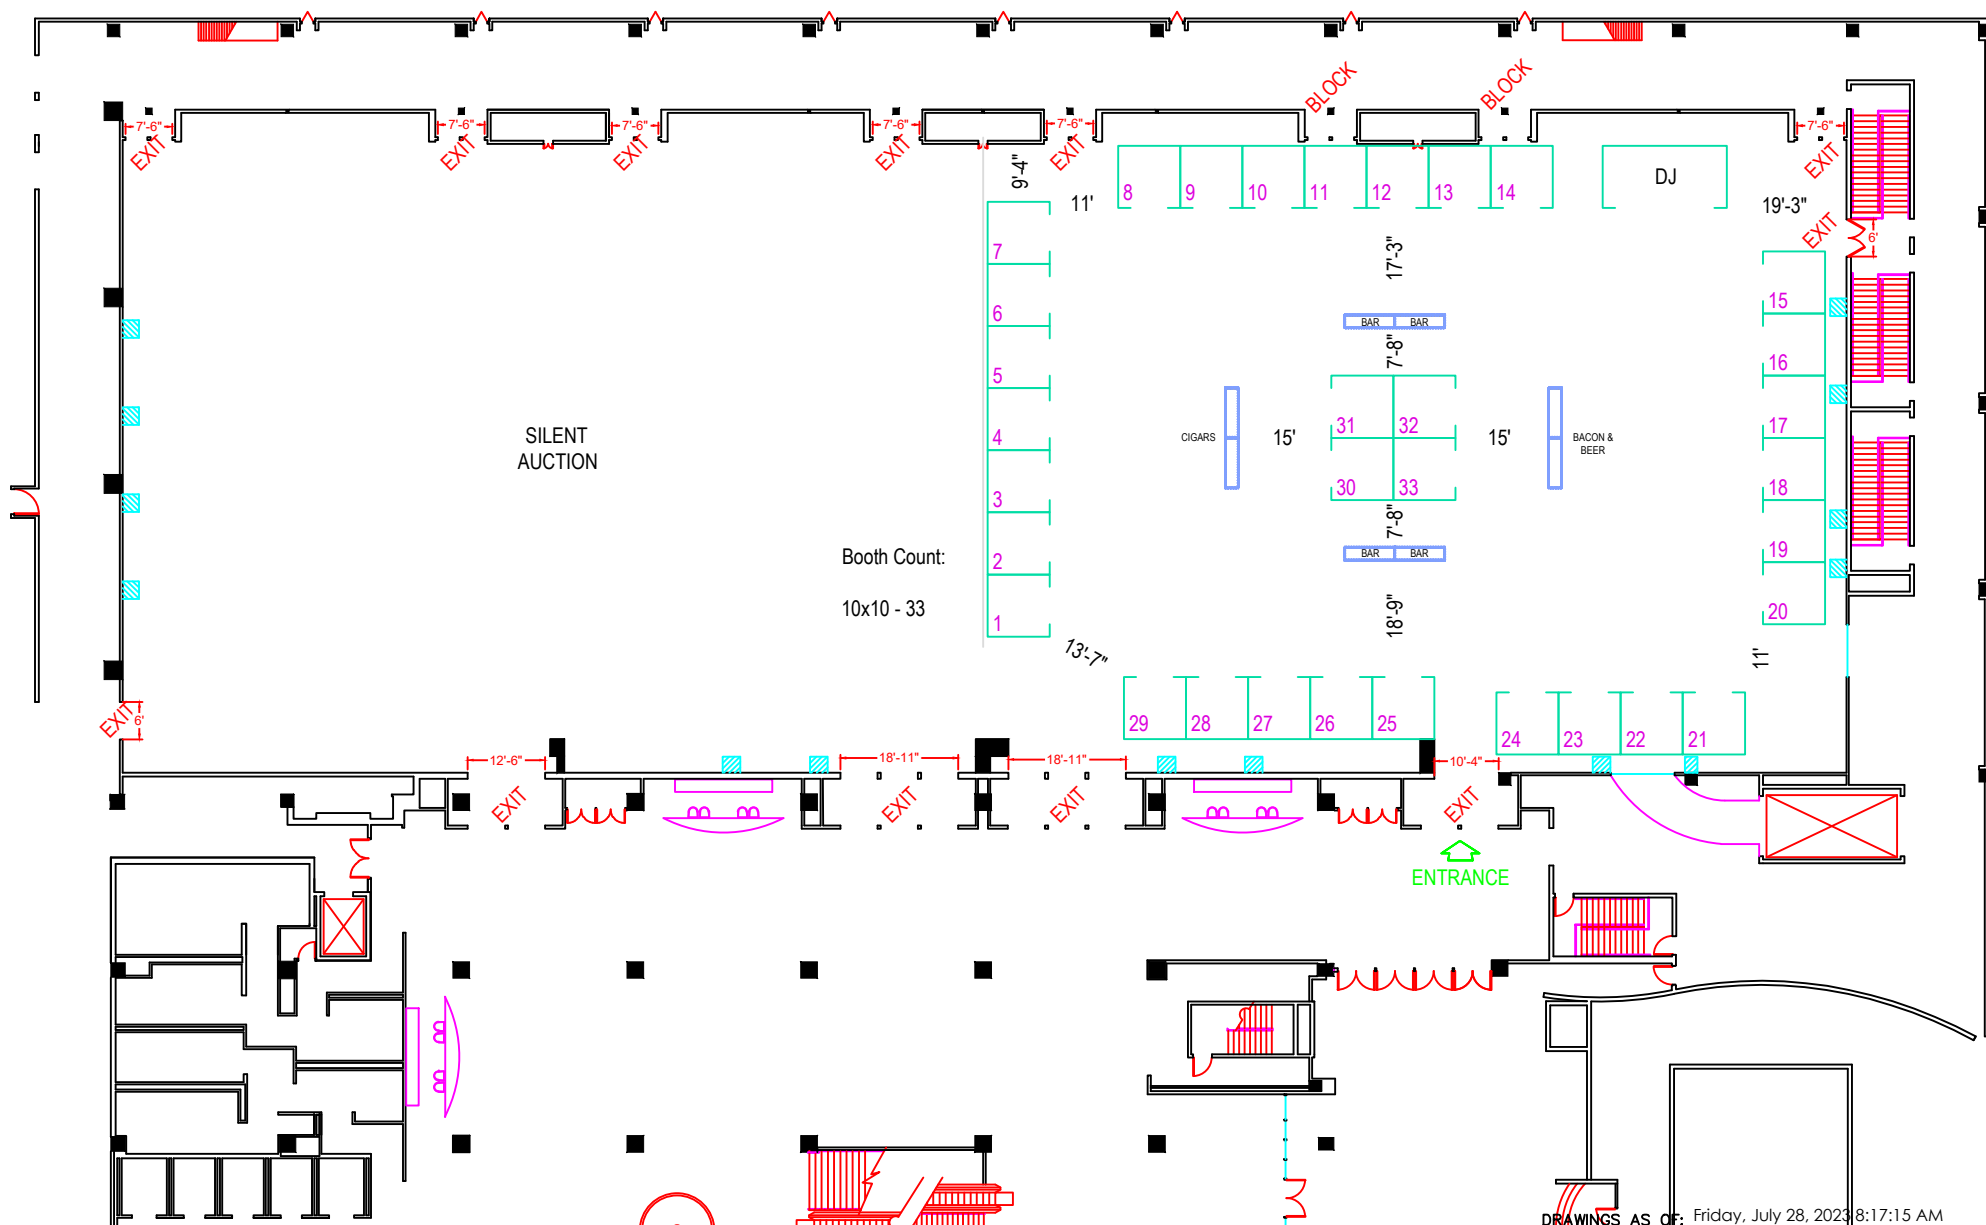 BLOCK
BLOCK
7'-6"
7'-6"
7'-6"
7'-6"
7'-6"
7'-6"
EXIT
EXIT
EXIT
EXIT
EXIT
EXIT
9'-4"
11'
8
9
10
11
12
13
14
DJ
19'-3"
EXIT
6'
7
17'-3"
15
6
BAR
BAR
7'-8"
16
5
31
32
17
SILENT
AUCTION
4
CIGARS
15'
15'
BACON &
BEER
30
33
18
3
7'-8"
BAR
BAR
19
Booth Count:
10x10 - 33
2
20
1
18'-9"
13'-7"
11'
EXIT
6'
29
28
27
26
25
24
23
22
21
12'-6"
18'-11"
18'-11"
10'-4"
EXIT
EXIT
EXIT
EXIT
ENTRANCE
DRAWINGS AS OF: Friday, July 28, 2023 8:17:15 AM